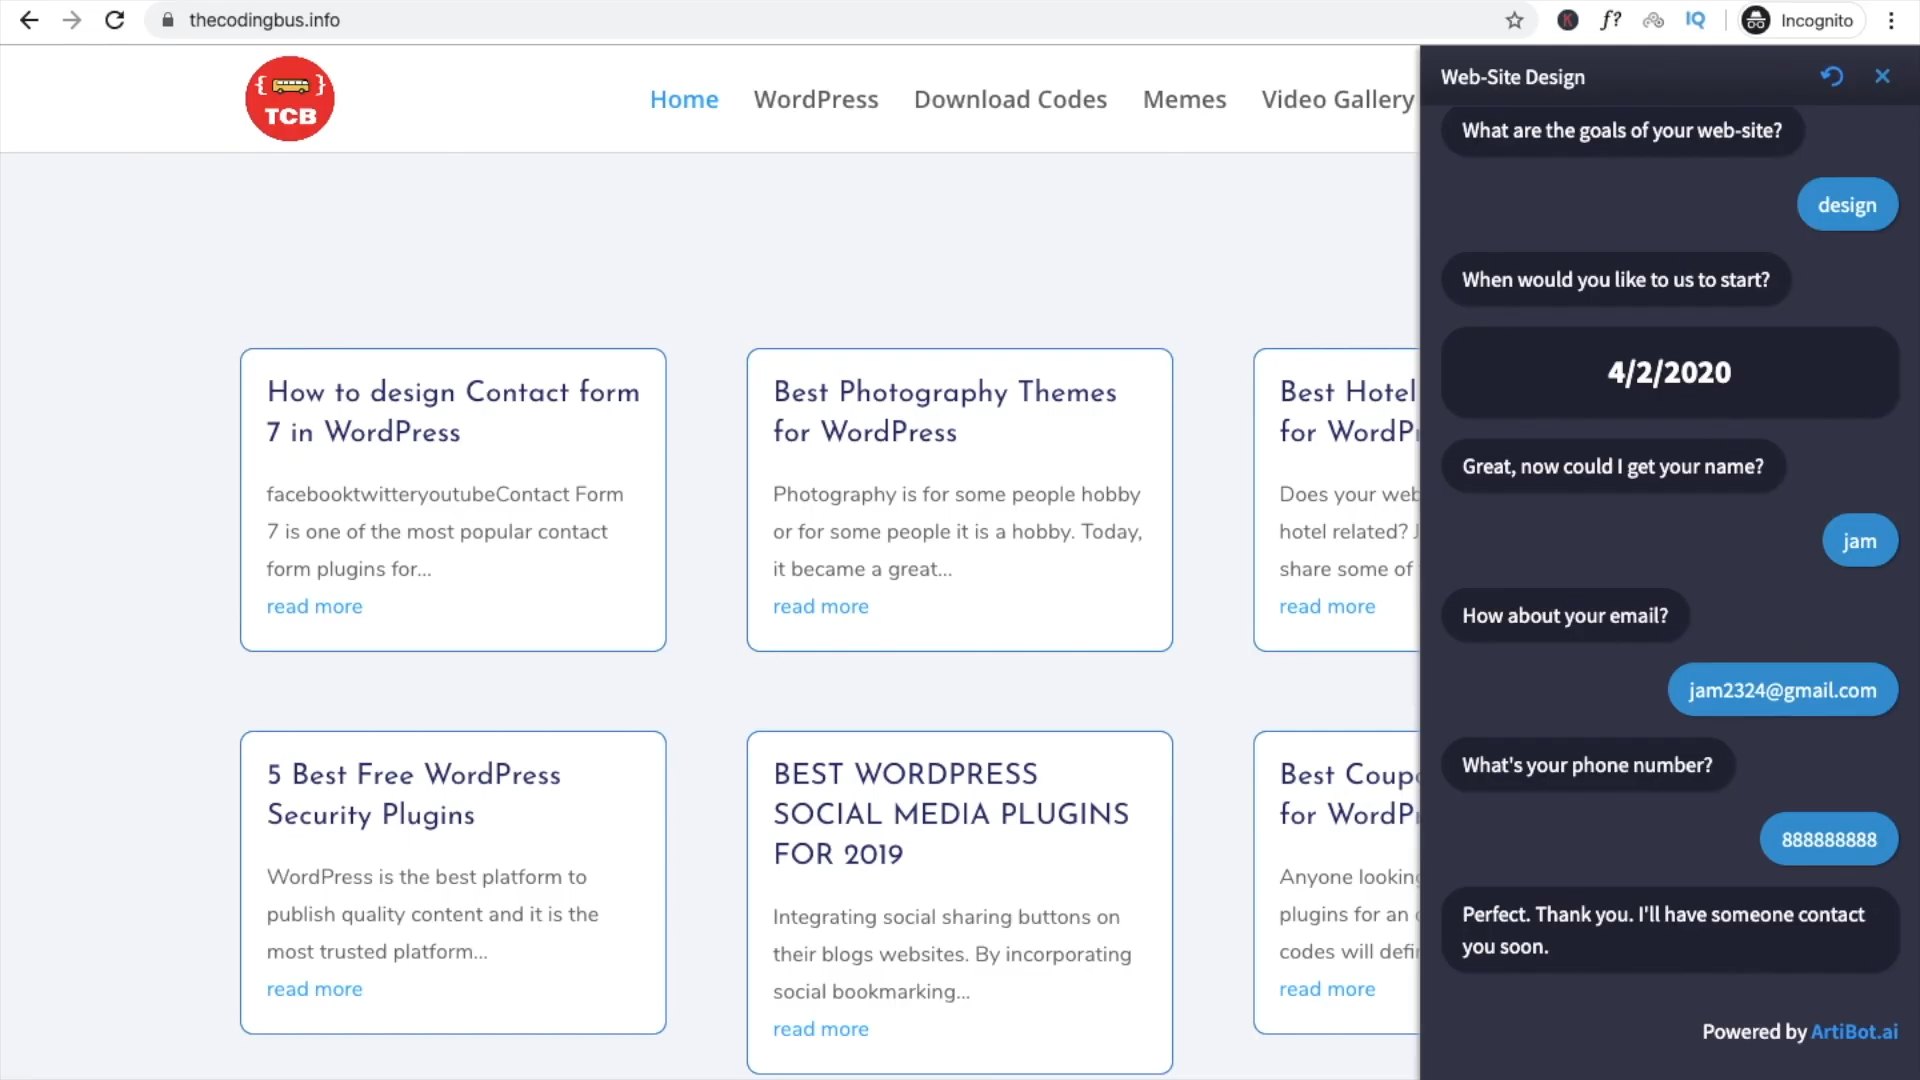 thecodingbus.info
f?
IQ
Incognito
{ }
TCB
Home
WordPress
Download Codes
Memes
Video Gallery
How to design Contact form
7 in WordPress
facebooktwitteryoutubeContact Form
7 is one of the most popular contact
form plugins for...
read more
Best Photography Themes
for WordPress
Photography is for some people hobby
or for some people it is a hobby. Today,
it became a great...
read more
Best Hotel
for WordP
Does your web
hotel related?
share some of
read more
5 Best Free WordPress
Security Plugins
WordPress is the best platform to
publish quality content and it is the
most trusted platform...
read more
BEST WORDPRESS
SOCIAL MEDIA PLUGINS
FOR 2019
Integrating social sharing buttons on
their blogs websites. By incorporating
social bookmarking...
read more
Best Coup
for WordP
Anyone looking
plugins for an
codes will defi
read more
Web-Site Design
What are the goals of your web-site?
design
When would you like to us to start?
4/2/2020
Great, now could I get your name?
jam
How about your email?
jam2324@gmail.com
What's your phone number?
888888888
Perfect. Thank you. I'll have someone contact
you soon.
Powered by ArtiBot.ai